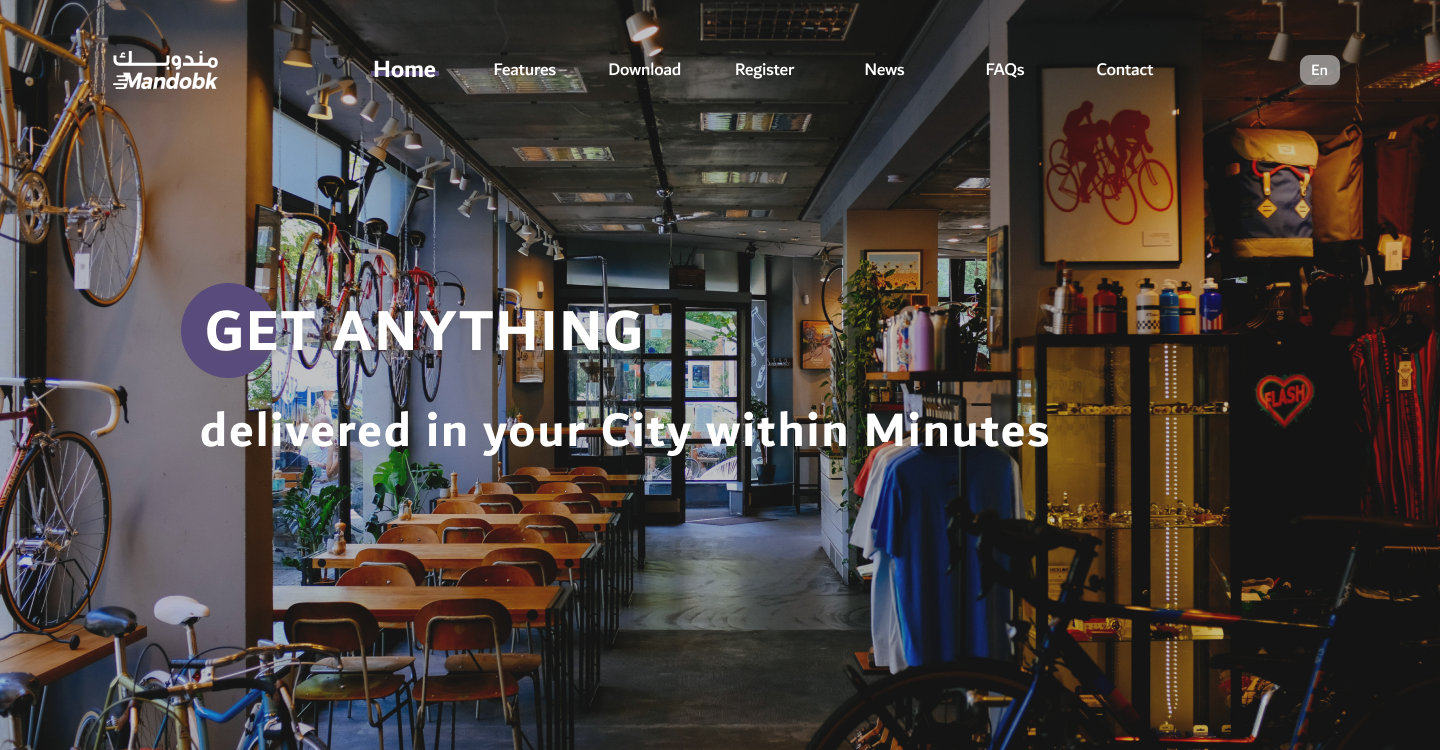 مندوبك
Mandobk
Home
Features
Download
Register
News
FAQs
Contact
En
GET ANYTHING
delivered in your City within Minutes
FLASH